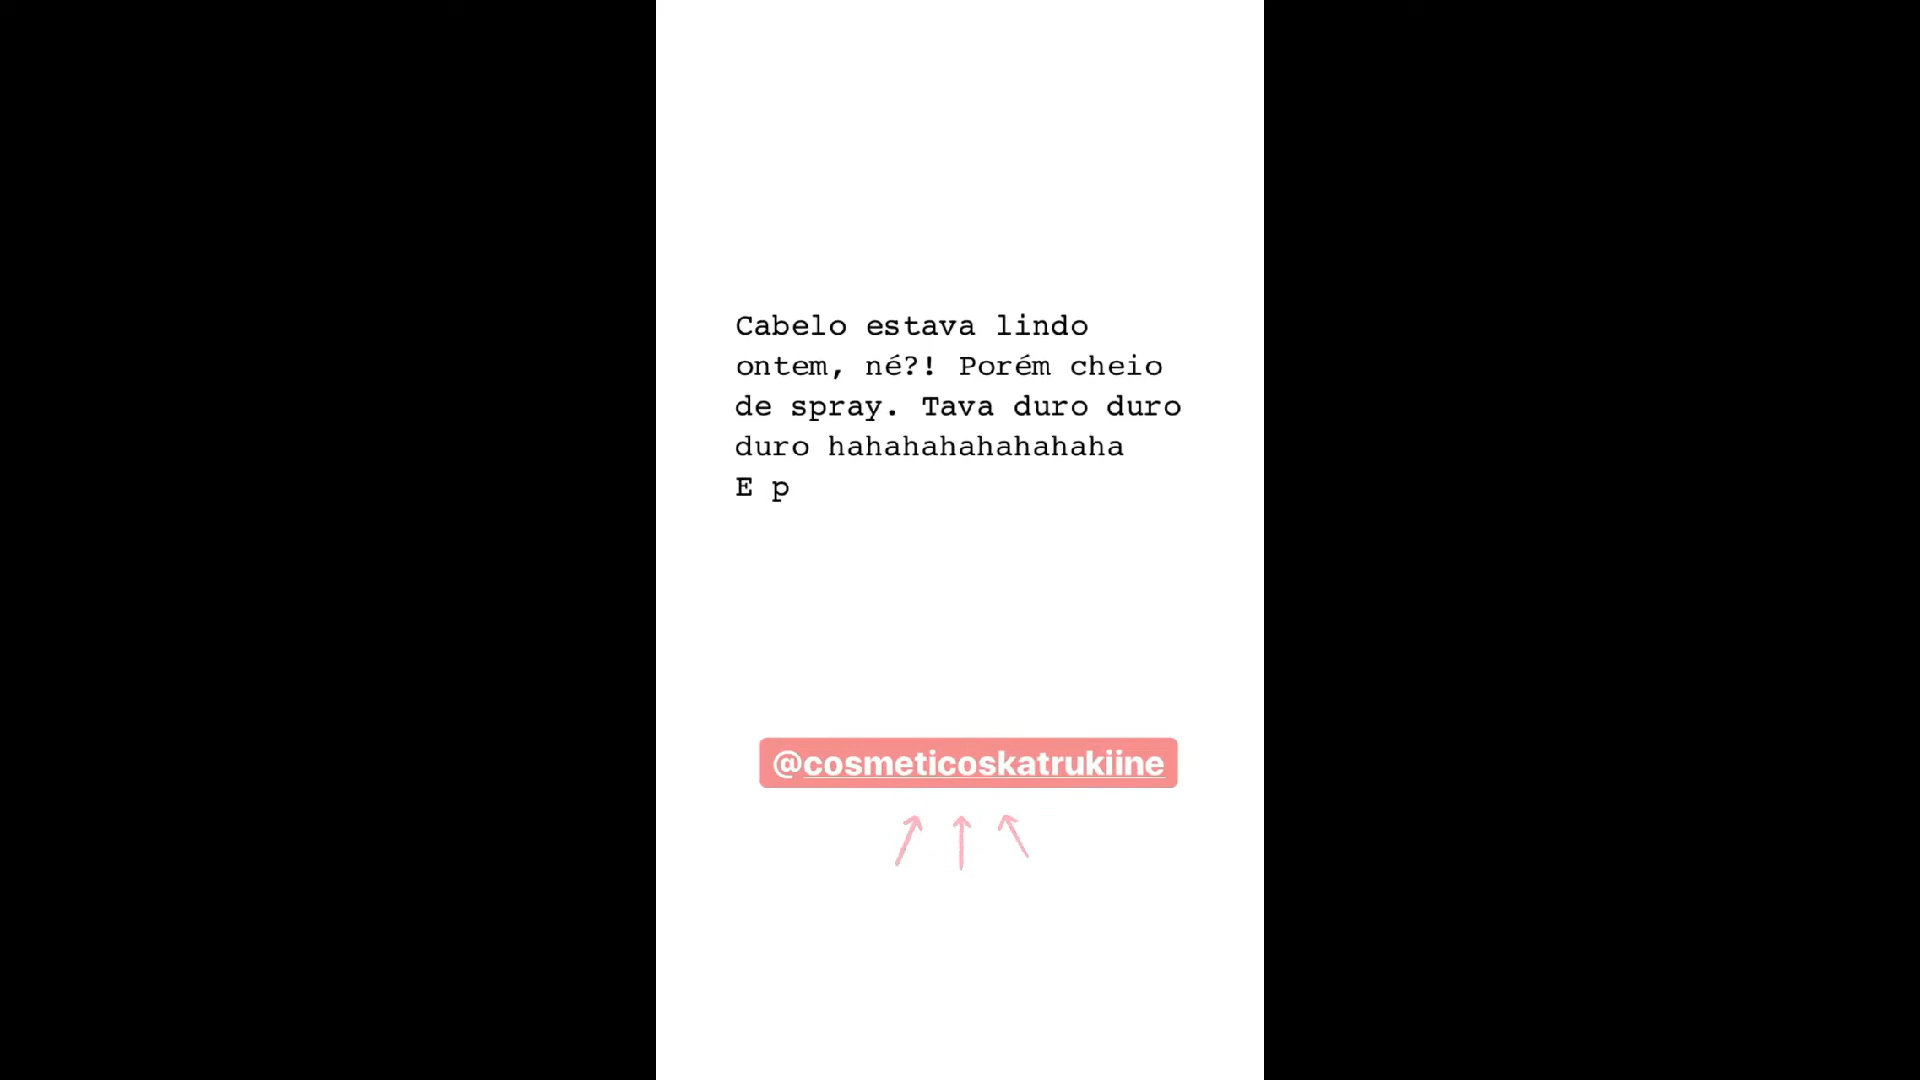 Cabelo estava lindo
ontem, né?! Porém cheio
de spray. Tava duro duro
duro hahahahahahahaha
E p
@cosmeticoskatrukiine